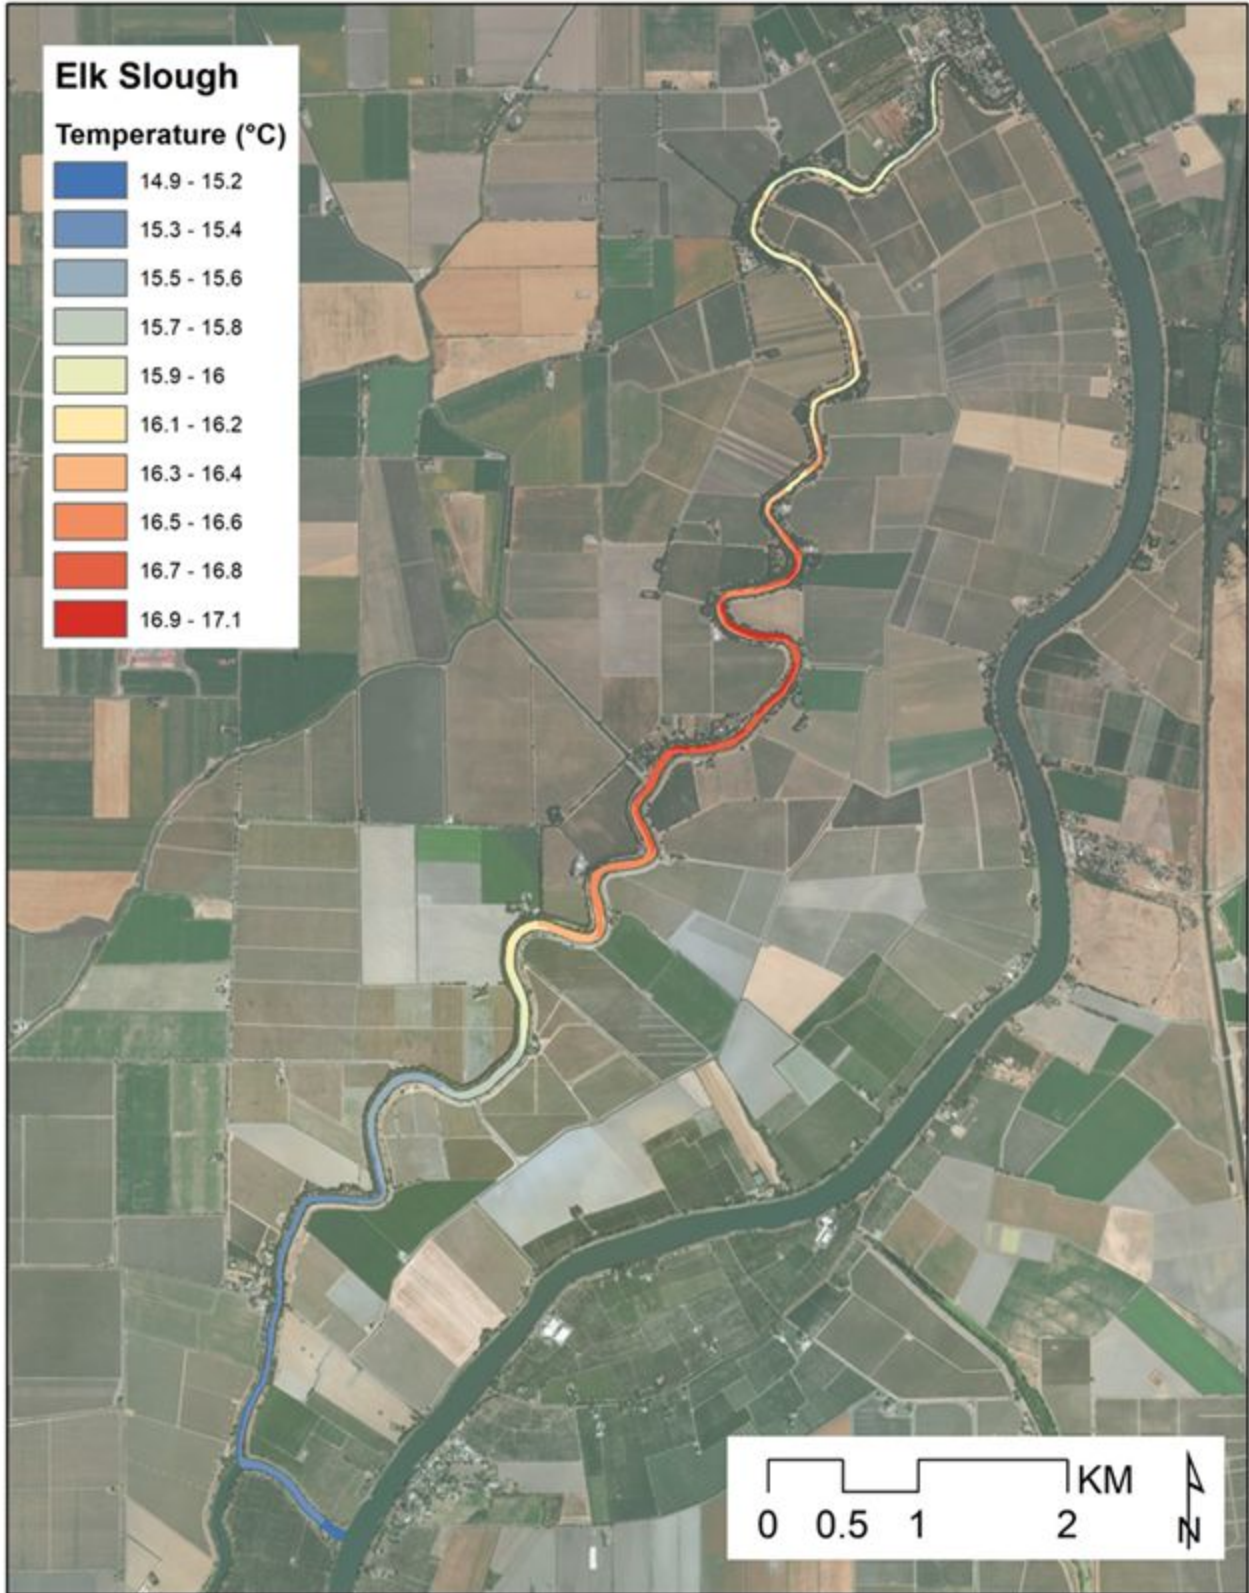 Elk Slough
Temperature (°C)
14.9 - 15.2
15.3 - 15.4
15.5 - 15.6
15.7 - 15.8
15.9 - 16
16.1 - 16.2
16.3 - 16.4
16.5 - 16.6
16.7 - 16.8
16.9 - 17.1
KM
0 0.5 1 2
N